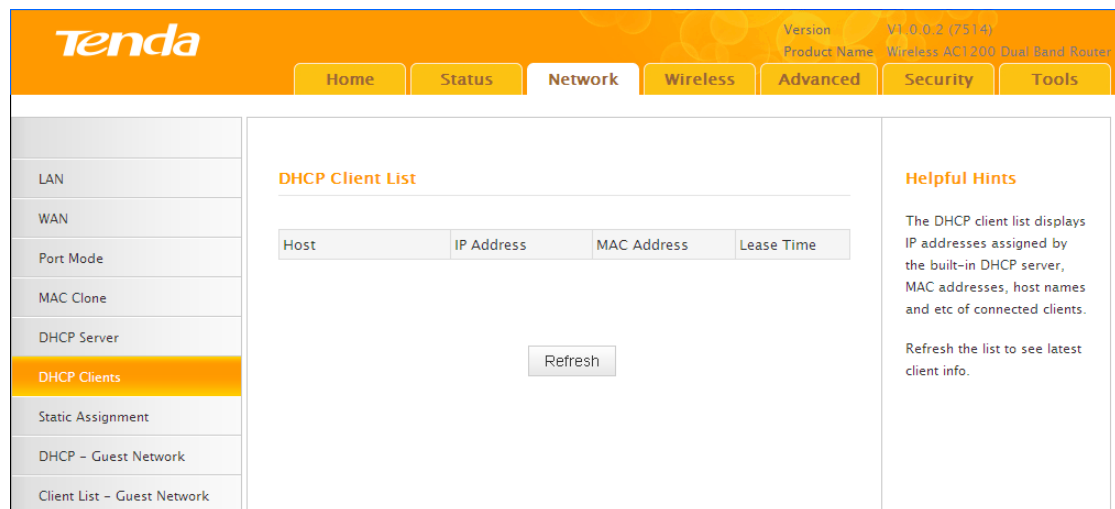 Tenda
Version V1.0.0.2 (7514)
Product Name Wireless AC1200 Dual Band Router
Home Status Network Wireless Advanced Security Tools
LAN
WAN
Port Mode
MAC Clone
DHCP Server
DHCP Clients
Static Assignment
DHCP – Guest Network
Client List – Guest Network
DHCP Client List
Host IP Address MAC Address Lease Time
Refresh
Helpful Hints
The DHCP client list displays
IP addresses assigned by
the built-in DHCP server,
MAC addresses, host names
and etc of connected clients.
Refresh the list to see latest
client info.